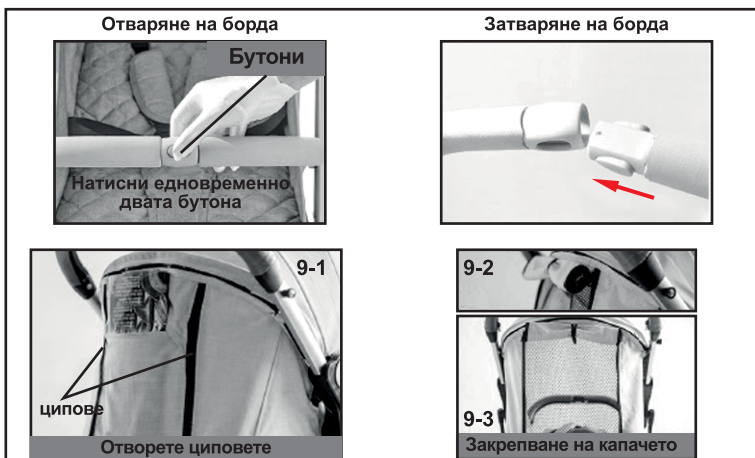 Отваряне на борда
Бутони
Натисни едновременно
двата бутона
Затваряне на борда
9-1
ципове
Отворете циповете
9-2
9-3
Закрепване на капачето